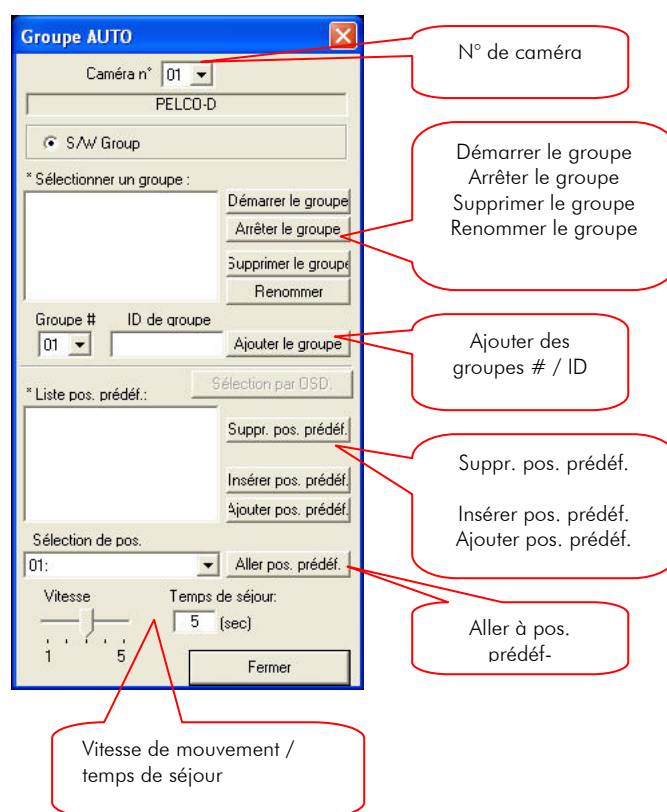 Groupe AUTO
Caméra n° 01
PELCO-D
S/W Group
* Sélectionner un groupe :
Démarrer le groupe
Arrêter le groupe
Supprimer le groupe
Renommer
Groupe # ID de groupe
01 Ajouter le groupe
Sélection par OSD.
* Liste pos. prédéf.:
Suppr. pos. prédéf.
Insérer pos. prédéf.
Ajouter pos. prédéf.
Sélection de pos.
01: Aller pos. prédéf.
Vitesse Temps de séjour:
5 (sec)
1 5
Fermer
N° de caméra
Démarrer le groupe
Arrêter le groupe
Supprimer le groupe
Renommer le groupe
Ajouter des
groupes # / ID
Suppr. pos. prédéf.
Insérer pos. prédéf.
Ajouter pos. prédéf.
Aller à pos.
prédéf-
Vitesse de mouvement /
temps de séjour